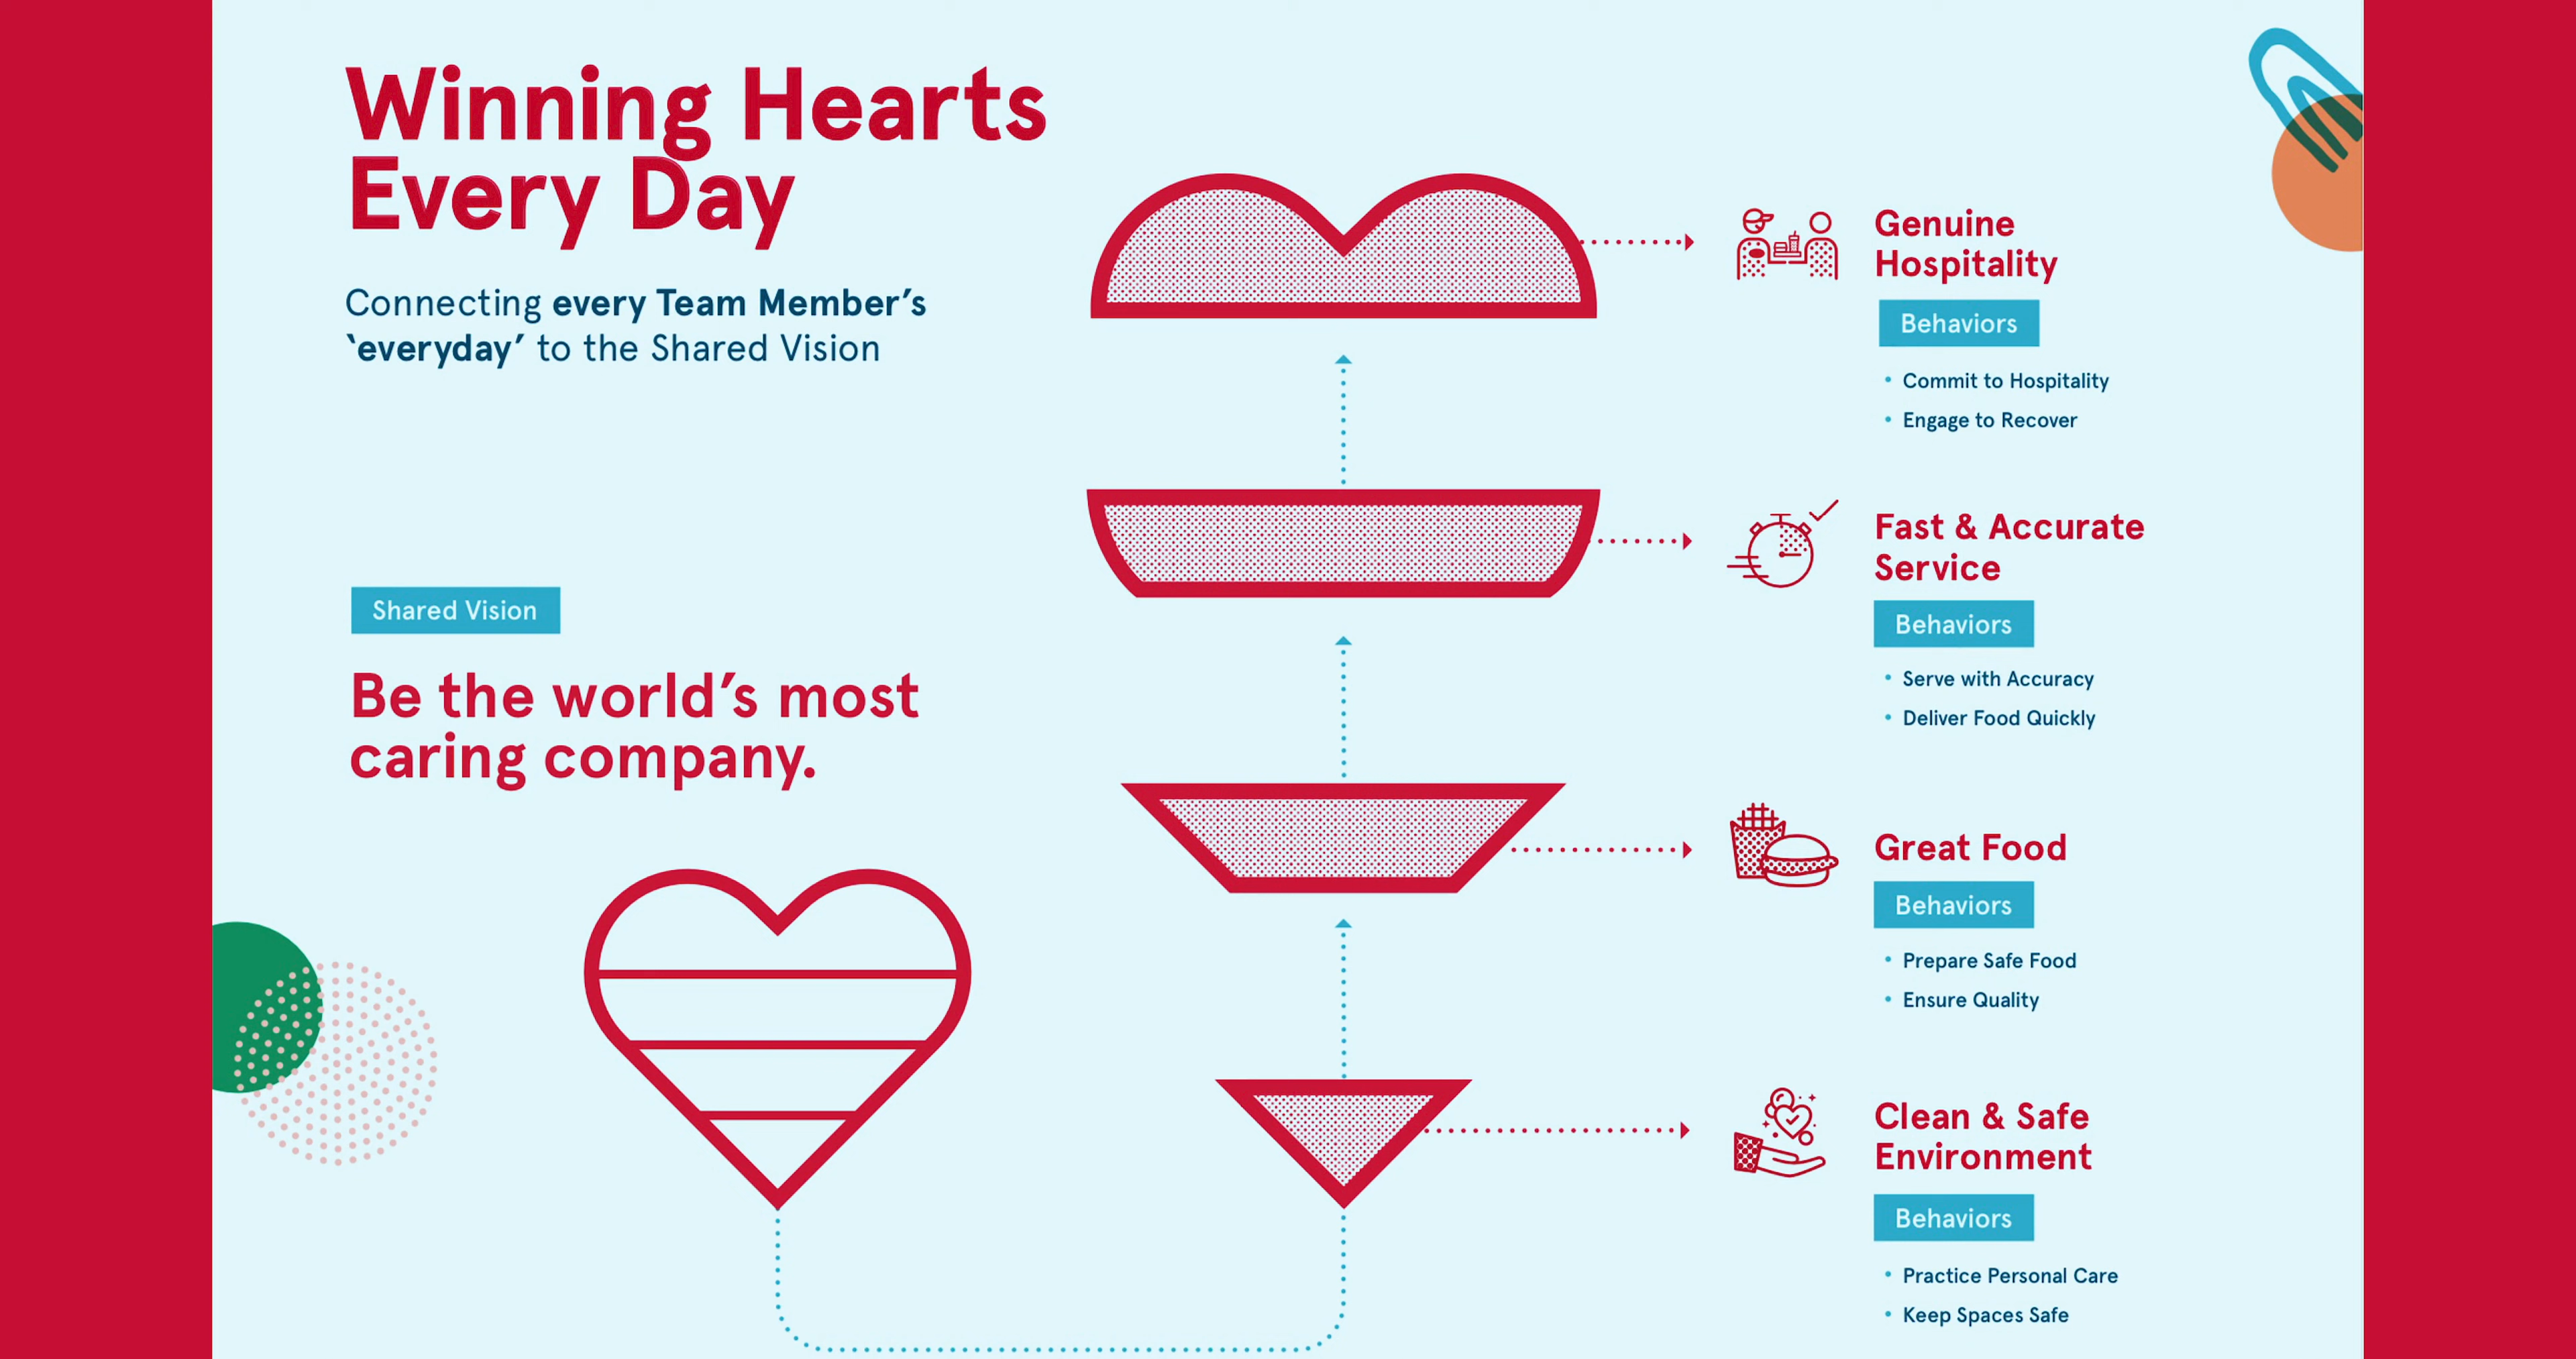 Winning Hearts
Every Day
Connecting every Team Member’s
‘everyday’ to the Shared Vision
Shared Vision
Be the world’s most
caring company.
Genuine
Hospitality
Behaviors
• Commit to Hospitality
• Engage to Recover
Fast & Accurate
Service
Behaviors
• Serve with Accuracy
• Deliver Food Quickly
Great Food
Behaviors
• Prepare Safe Food
• Ensure Quality
Clean & Safe
Environment
Behaviors
• Practice Personal Care
• Keep Spaces Safe